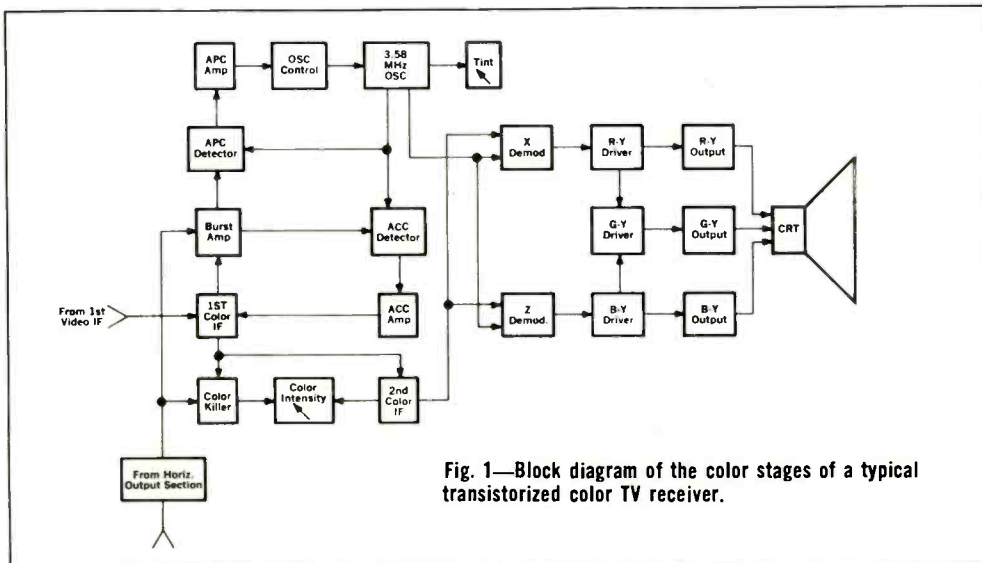 APC
Amp
OSC
Control
3.58
MHz
OSC
Tint
APC
Detector
X
Demod
R-Y
Driver
R-Y
Output
Burst
Amp
ACC
Detector
G-Y
Driver
G-Y
Output
CRT
From 1st
Video IF
1ST
Color
IF
ACC
Amp
Z
Demod.
B-Y
Driver
B-Y
Output
Color
Killer
Color
Intensity
2nd
Color
IF
From Horiz.
Output Section
Fig. 1—Block diagram of the color stages of a typical
transistorized color TV receiver.